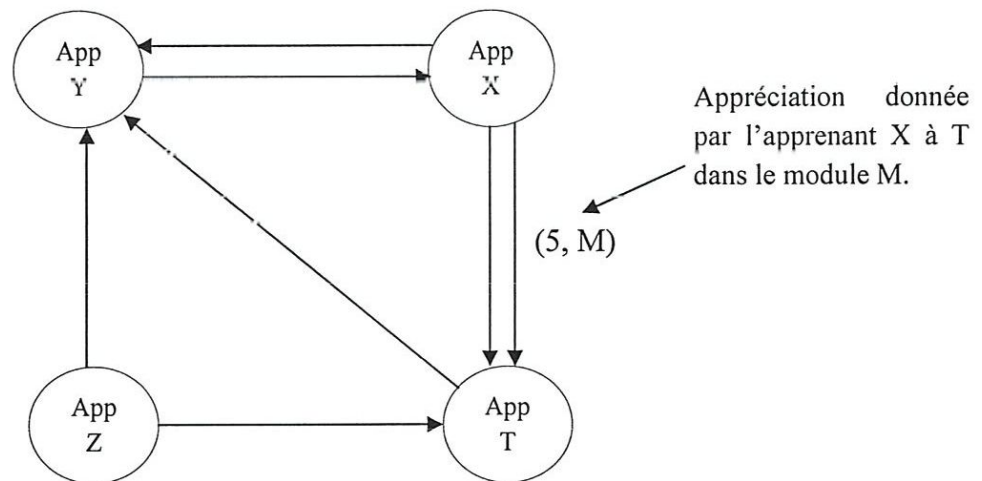 App
Y
App
X
Appréciation donnée
par l'apprenant X à T
dans le module M.
(5, M)
App
Z
App
T